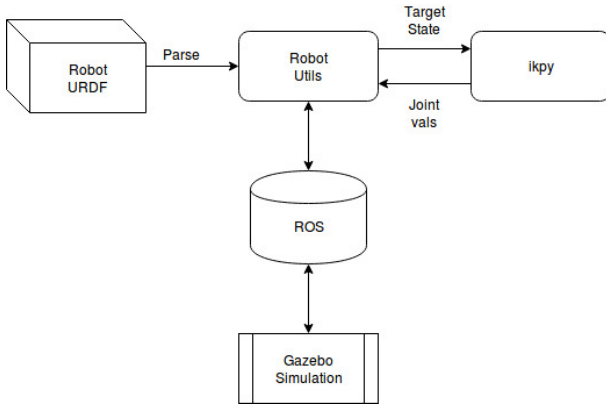 Robot
URDF
Parse
Robot
Utils
Target
State
Joint
vals
ikpy
ROS
Gazebo
Simulation